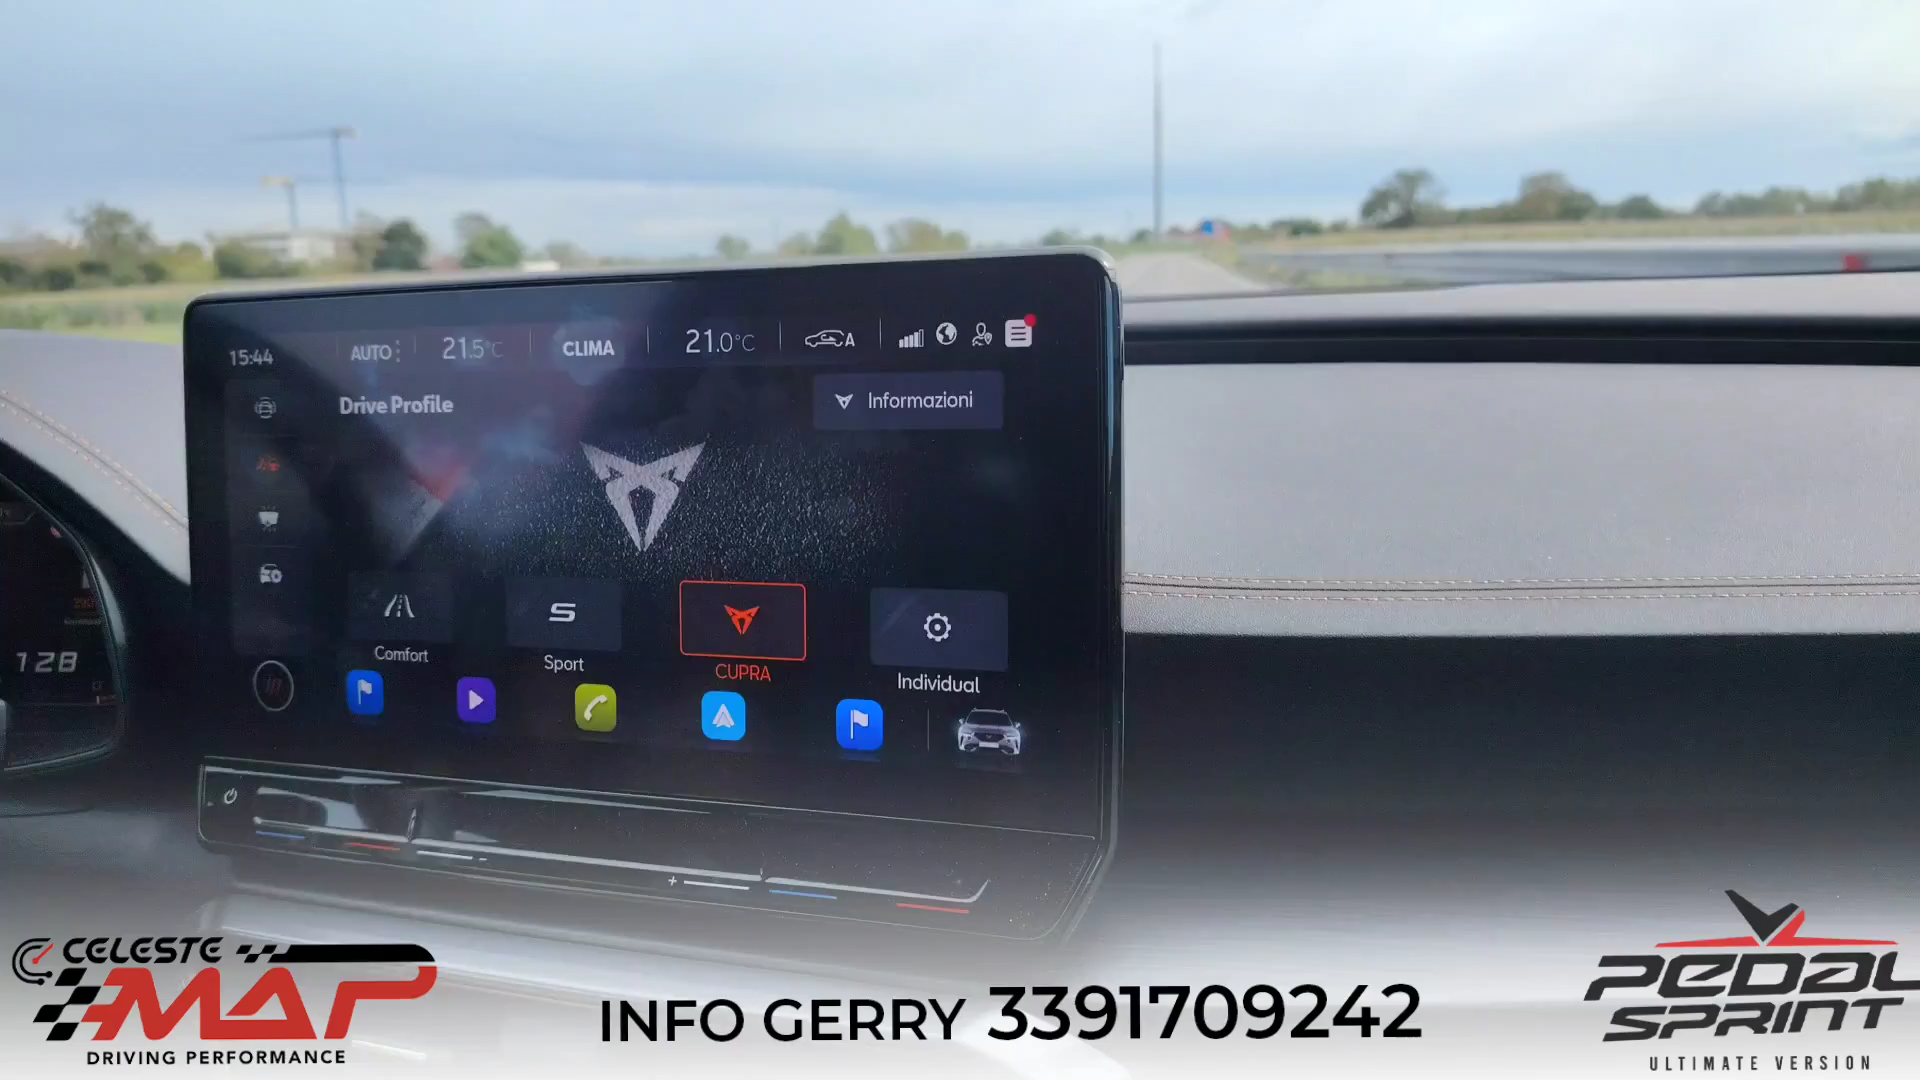 15:44
AUTO
21.5°C
CLIMA
21.0°C
A
Drive Profile
Informazioni
Comfort
S
Sport
CUPRA
Individual
128
CELESTE
MAP
DRIVING PERFORMANCE
INFO GERRY 3391709242
PEDAL
SPRINT
ULTIMATE VERSION